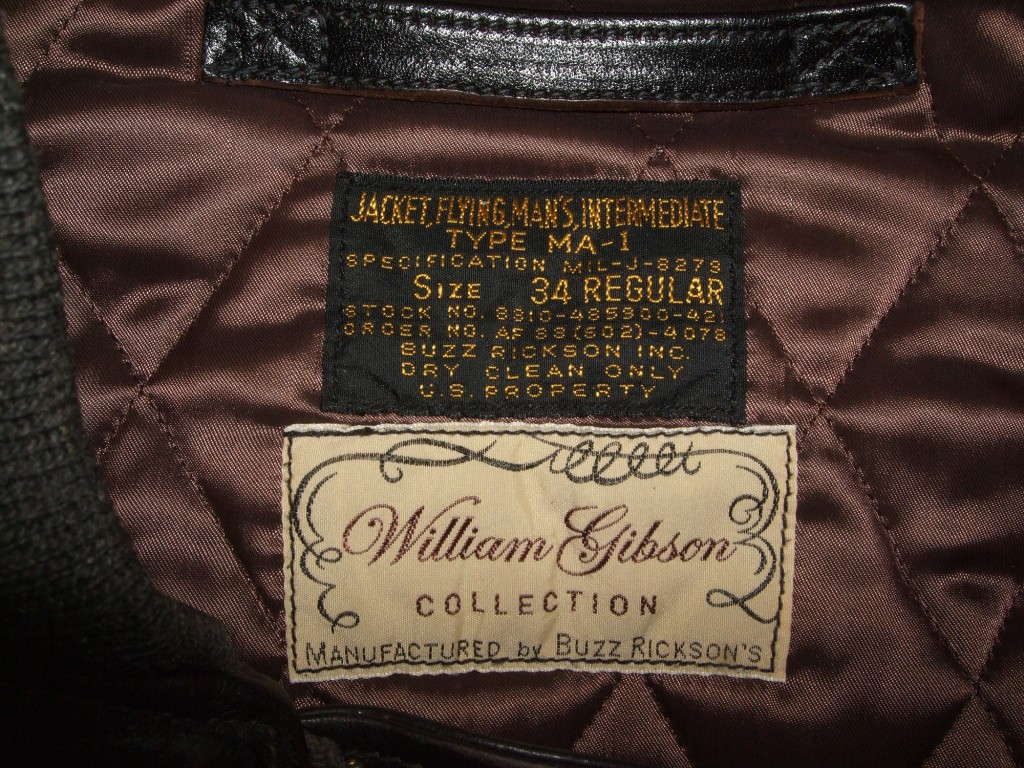 JACKET, FLYING, MAN'S, INTERMEDIATE
TYPE MA-1
SPECIFICATION MIL-J-8279
SIZE 34 REGULAR
STOCK NO. 8210-485900-421
ORDER NO. AF 33(602)-4078
BUZZ RICKSON INC.
DRY CLEAN ONLY
U.S. PROPERTY
William Gibson
COLLECTION
MANUFACTURED by BUZZ RICKSON'S